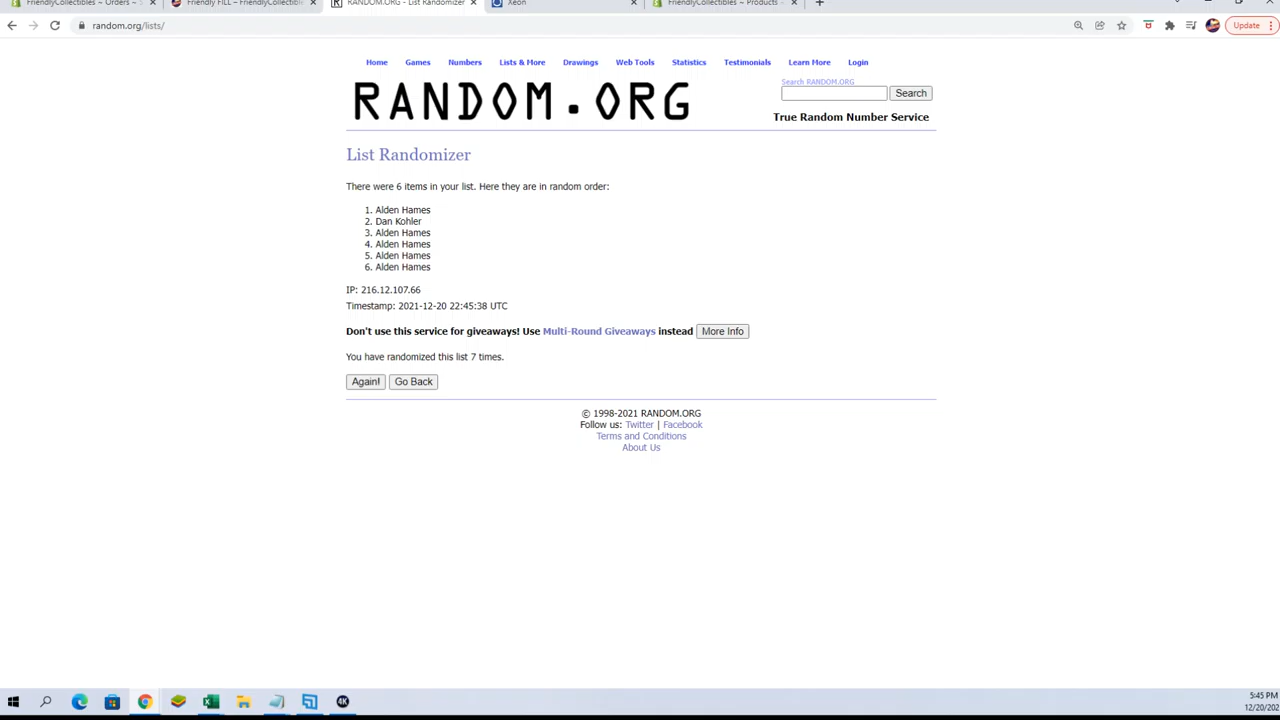 FriendlyCollectibles ~ Orders ~
Friendly FILL ~ FriendlyCollectible
RANDOM.ORG - List Randomizer
Xeon
FriendlyCollectibles ~ Products ~
random.org/lists/
Update
Home Games Numbers Lists & More Drawings Web Tools Statistics Testimonials Learn More Login
Search RANDOM.ORG
RANDOM.ORG
Search
True Random Number Service
List Randomizer
There were 6 items in your list. Here they are in random order:
1. Alden Hames
2. Dan Kohler
3. Alden Hames
4. Alden Hames
5. Alden Hames
6. Alden Hames
IP: 216.12.107.66
Timestamp: 2021-12-20 22:45:38 UTC
Don't use this service for giveaways! Use Multi-Round Giveaways instead More Info
You have randomized this list 7 times.
Again! Go Back
© 1998-2021 RANDOM.ORG
Follow us: Twitter | Facebook
Terms and Conditions
About Us
4K
5:45 PM
12/20/202